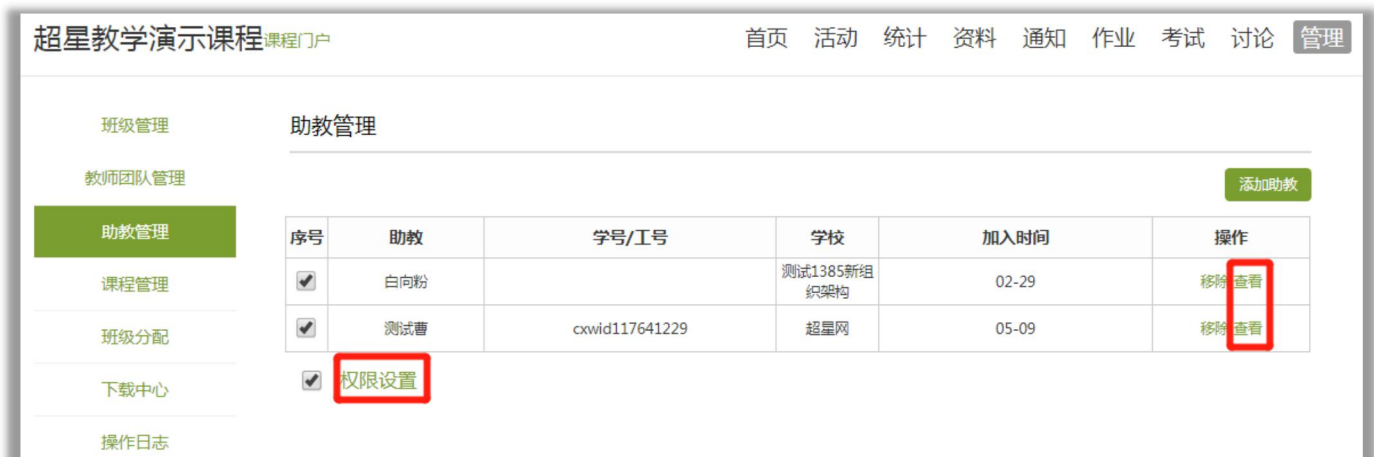 超星教学演示课程课程门户 首页 活动 统计 资料 通知 作业 考试 讨论 管理
班级管理
教师团队管理
助教管理
课程管理
班级分配
下载中心
操作日志
助教管理
添加助教
序号 助教 学号/工号 学校 加入时间 操作
白向粉 测试1385新组 02-29 移除 查看
织架构
测试曹 cxwid117641229 超星网 05-09 移除 查看
权限设置